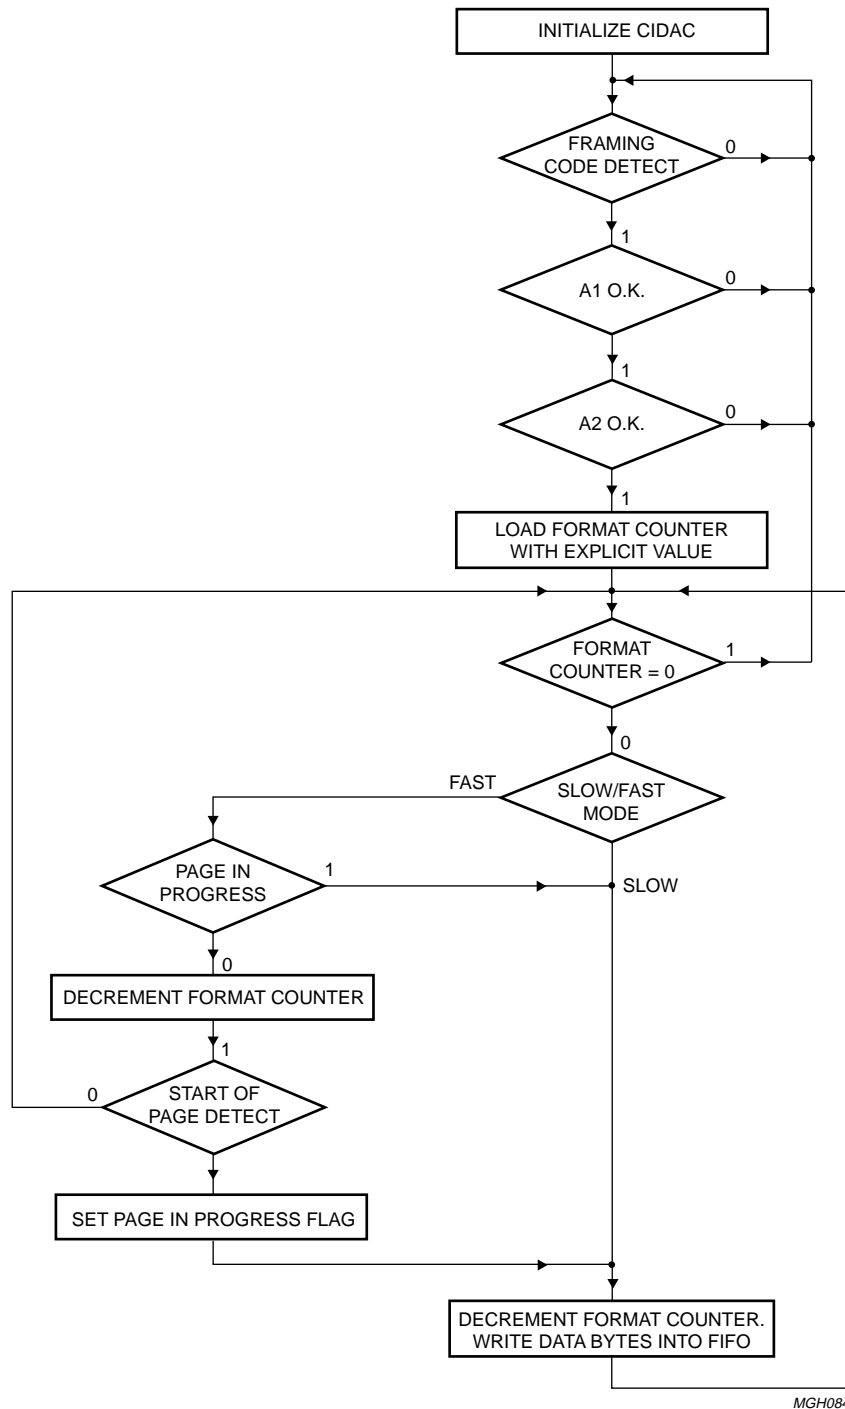 INITIALIZE CIDAC
FRAMING
CODE DETECT
0
1
A1 O.K.
0
1
A2 O.K.
0
1
LOAD FORMAT COUNTER
WITH EXPLICIT VALUE
FORMAT
COUNTER = 0
1
0
FAST
SLOW/FAST
MODE
PAGE IN
PROGRESS
1
SLOW
0
DECREMENT FORMAT COUNTER
1
0
START OF
PAGE DETECT
SET PAGE IN PROGRESS FLAG
DECREMENT FORMAT COUNTER.
WRITE DATA BYTES INTO FIFO
MGH084